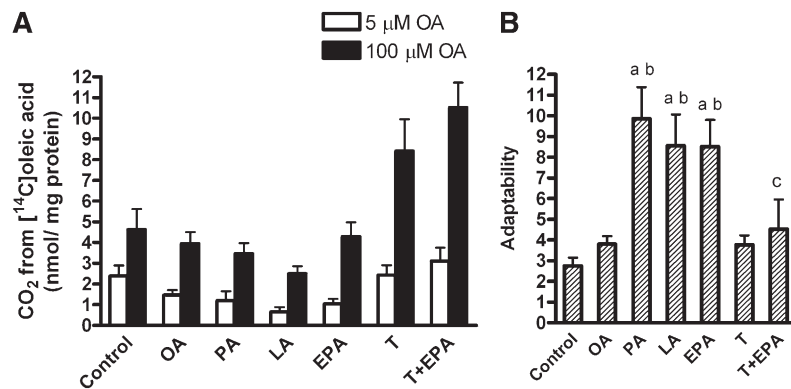 A
5 μM OA
100 μM OA
CO2 from [14C]oleic acid
(nmol/ mg protein)
12
11
10
9
8
7
6
5
4
3
2
1
0
Control
OA
PA
LA
EPA
T
T+EPA
B
Adaptability
12
11
10
9
8
7
6
5
4
3
2
1
0
a b
a b
a b
c
Control
OA
PA
LA
EPA
T
T+EPA